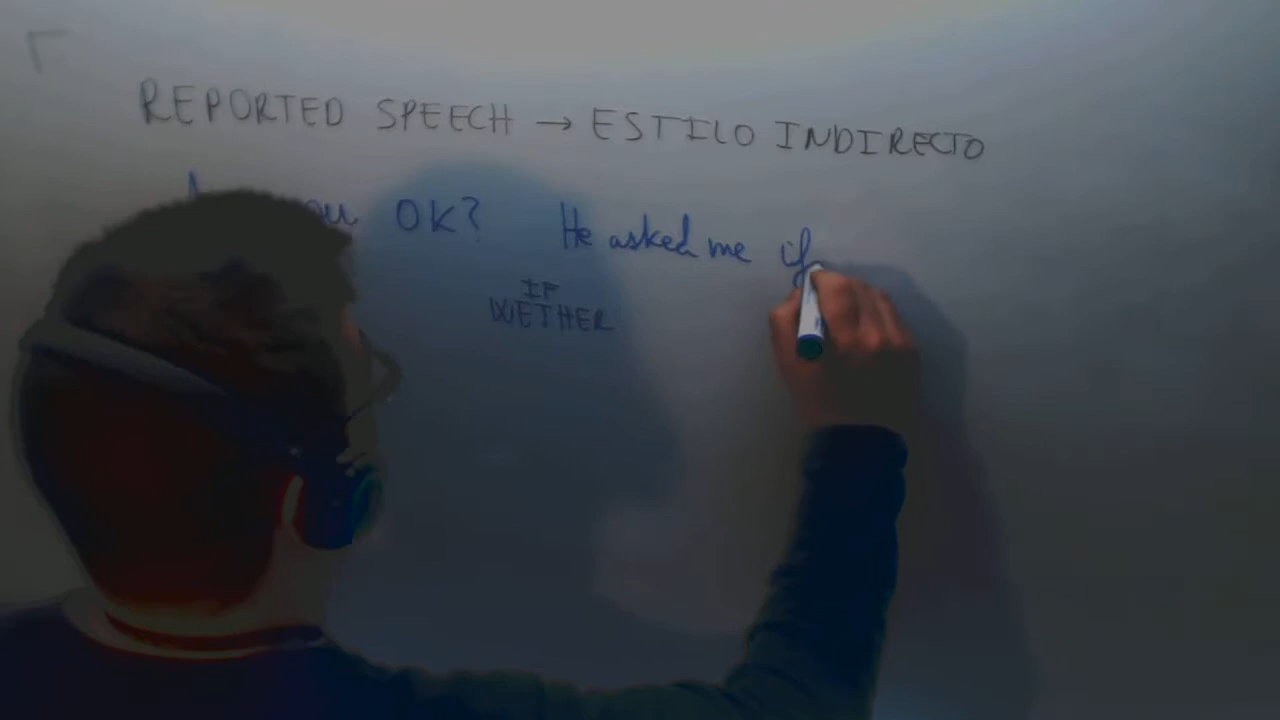 REPORTED SPEECH → ESTILO INDIRECTO
OK? He asked me if
IF
WETHER